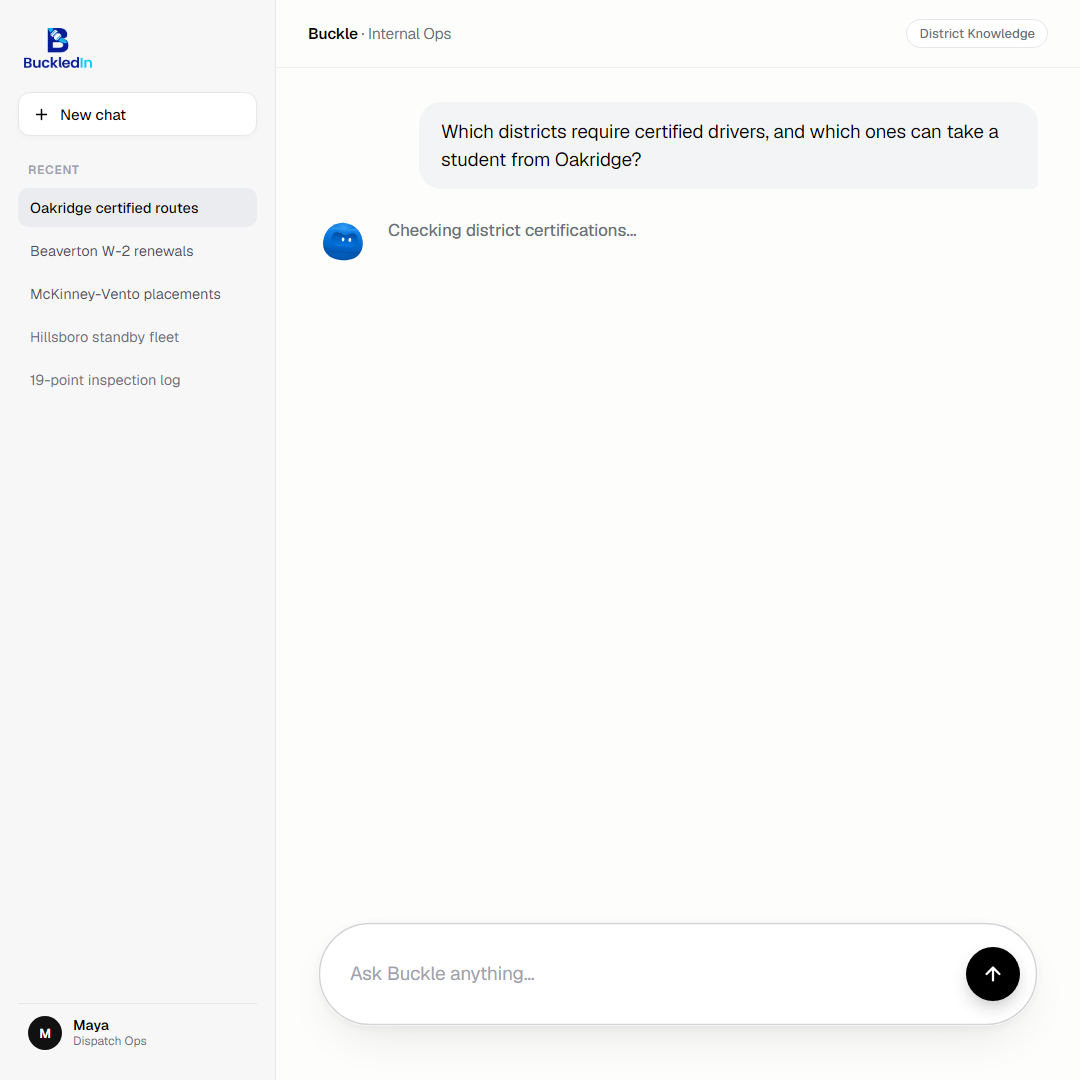 BuckledIn
New chat
RECENT
Oakridge certified routes
Beaverton W-2 renewals
McKinney-Vento placements
Hillsboro standby fleet
19-point inspection log
M
Maya
Dispatch Ops
Buckle · Internal Ops
District Knowledge
Which districts require certified drivers, and which ones can take a
student from Oakridge?
Checking district certifications...
Ask Buckle anything...